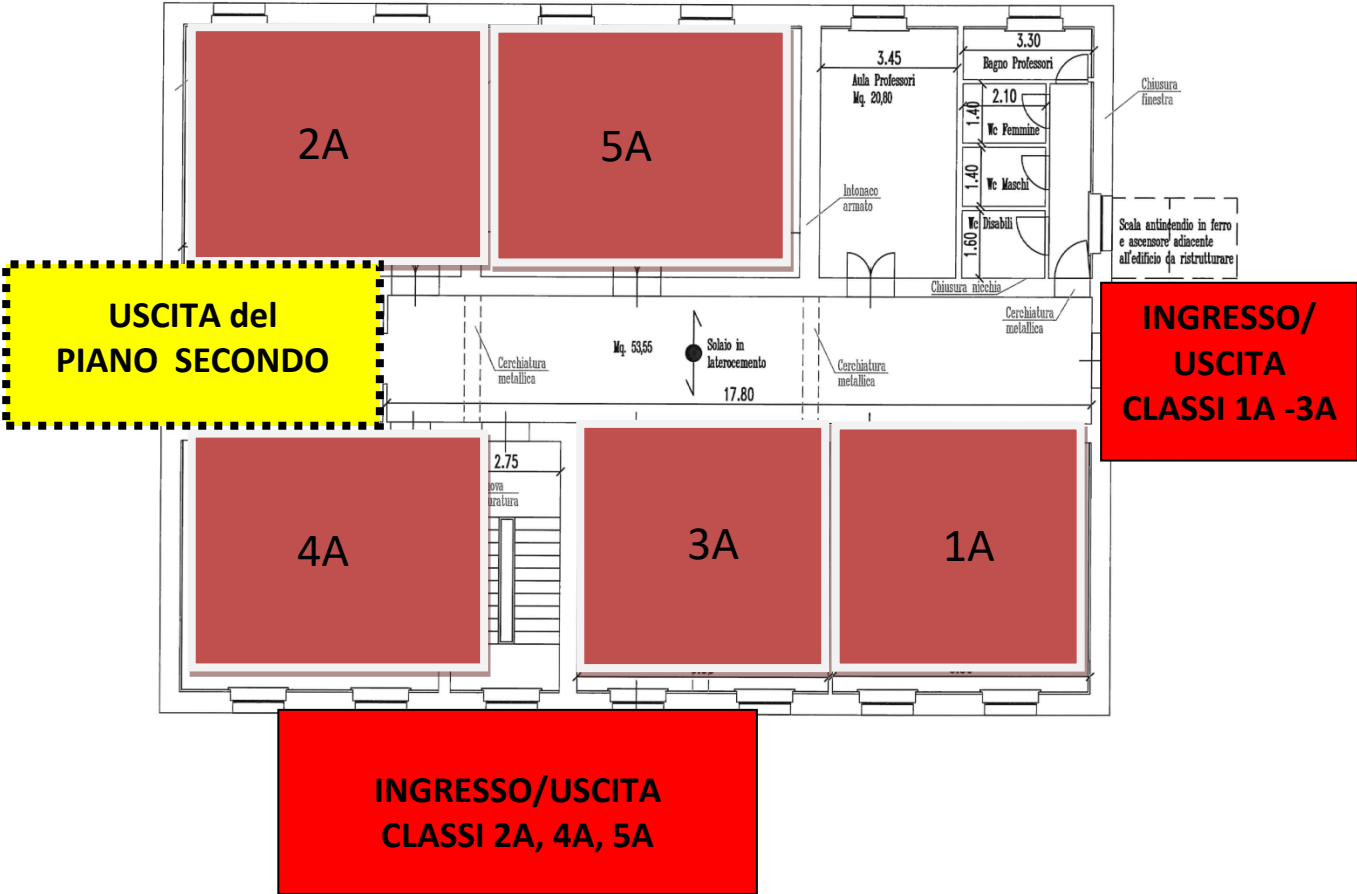 3.30
3.45
Bagno Professori
Aula Professori
Mq. 20,80
Chiusura
finestra
2.10
1.40
Wc Femmine
2A
5A
1.40
Wc Maschi
Intonaco
armato
Wc Disabili
1.60
Scala antincendio in ferro
e ascensore adiacente
all'edificio da ristrutturare
Chiusura nicchia
USCITA del
PIANO SECONDO
Cerchiatura
metallica
INGRESSO/
USCITA
CLASSI 1A -3A
Mq. 53,55
Solaio in
laterocemento
Cerchiatura
metallica
Cerchiatura
metallica
17.80
2.75
4A
3A
1A
INGRESSO/USCITA
CLASSI 2A, 4A, 5A